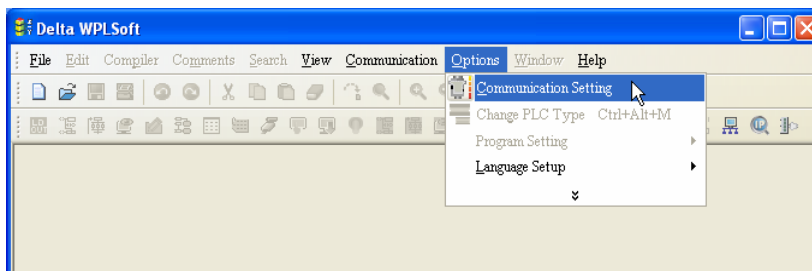 Delta WPLSoft
File Edit Compiler Comments Search View Communication Options Window Help
Communication Setting
Change PLC Type Ctrl+Alt+M
Program Setting
Language Setup